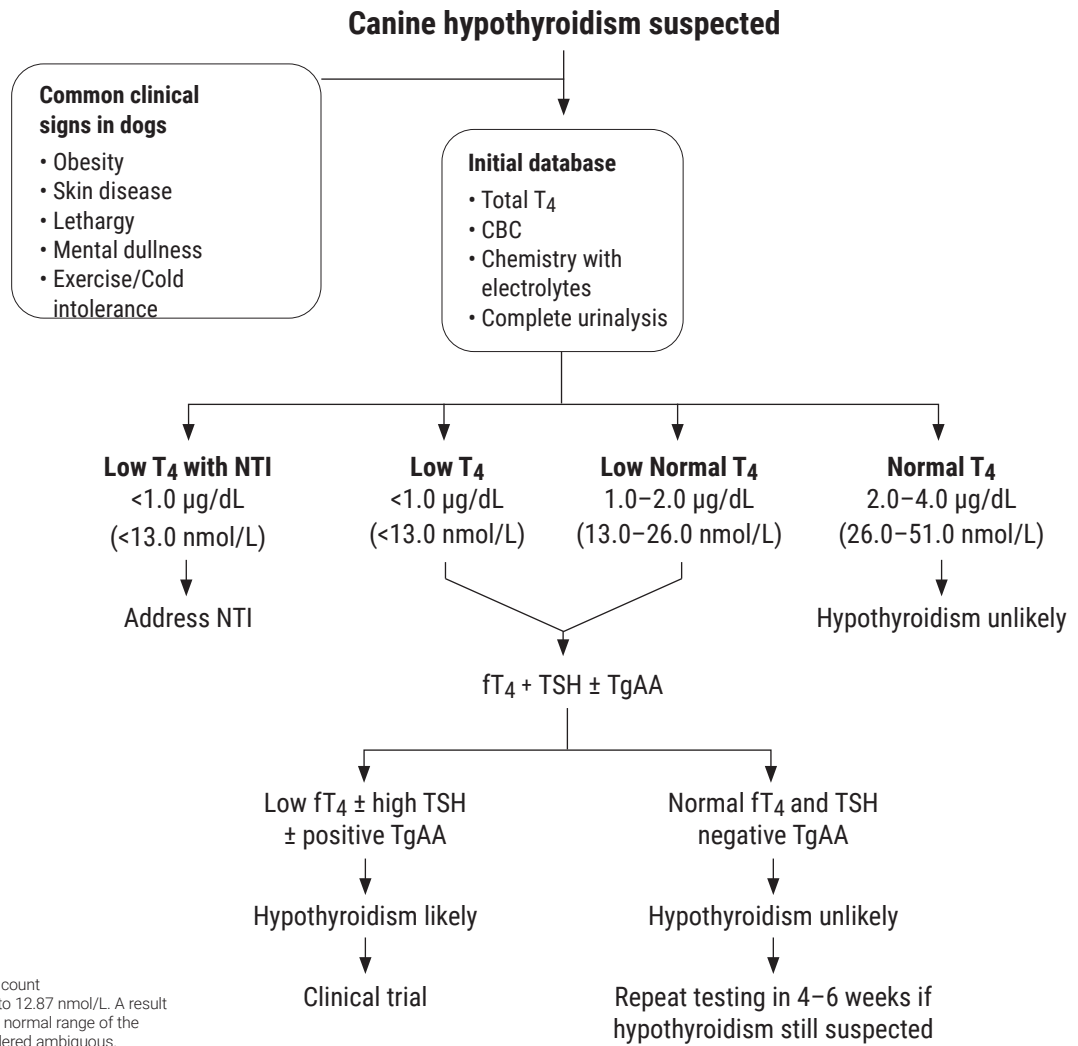 Canine hypothyroidism suspected
Common clinical
signs in dogs
• Obesity
• Skin disease
• Lethargy
• Mental dullness
• Exercise/Cold
intolerance
Initial database
• Total T4
• CBC
• Chemistry with
electrolytes
• Complete urinalysis
Low T4 with NTI
<1.0 µg/dL
(<13.0 nmol/L)
Address NTI
Low T4
<1.0 µg/dL
(<13.0 nmol/L)
Low Normal T4
1.0–2.0 µg/dL
(13.0–26.0 nmol/L)
Normal T4
2.0–4.0 µg/dL
(26.0–51.0 nmol/L)
Hypothyroidism unlikely
fT4 + TSH ± TgAA
Low fT4 ± high TSH
± positive TgAA
Hypothyroidism likely
Clinical trial
Normal fT4 and TSH
negative TgAA
Hypothyroidism unlikely
Repeat testing in 4–6 weeks if
hypothyroidism still suspected
count
to 12.87 nmol/L. A result
normal range of the
ambiguous.